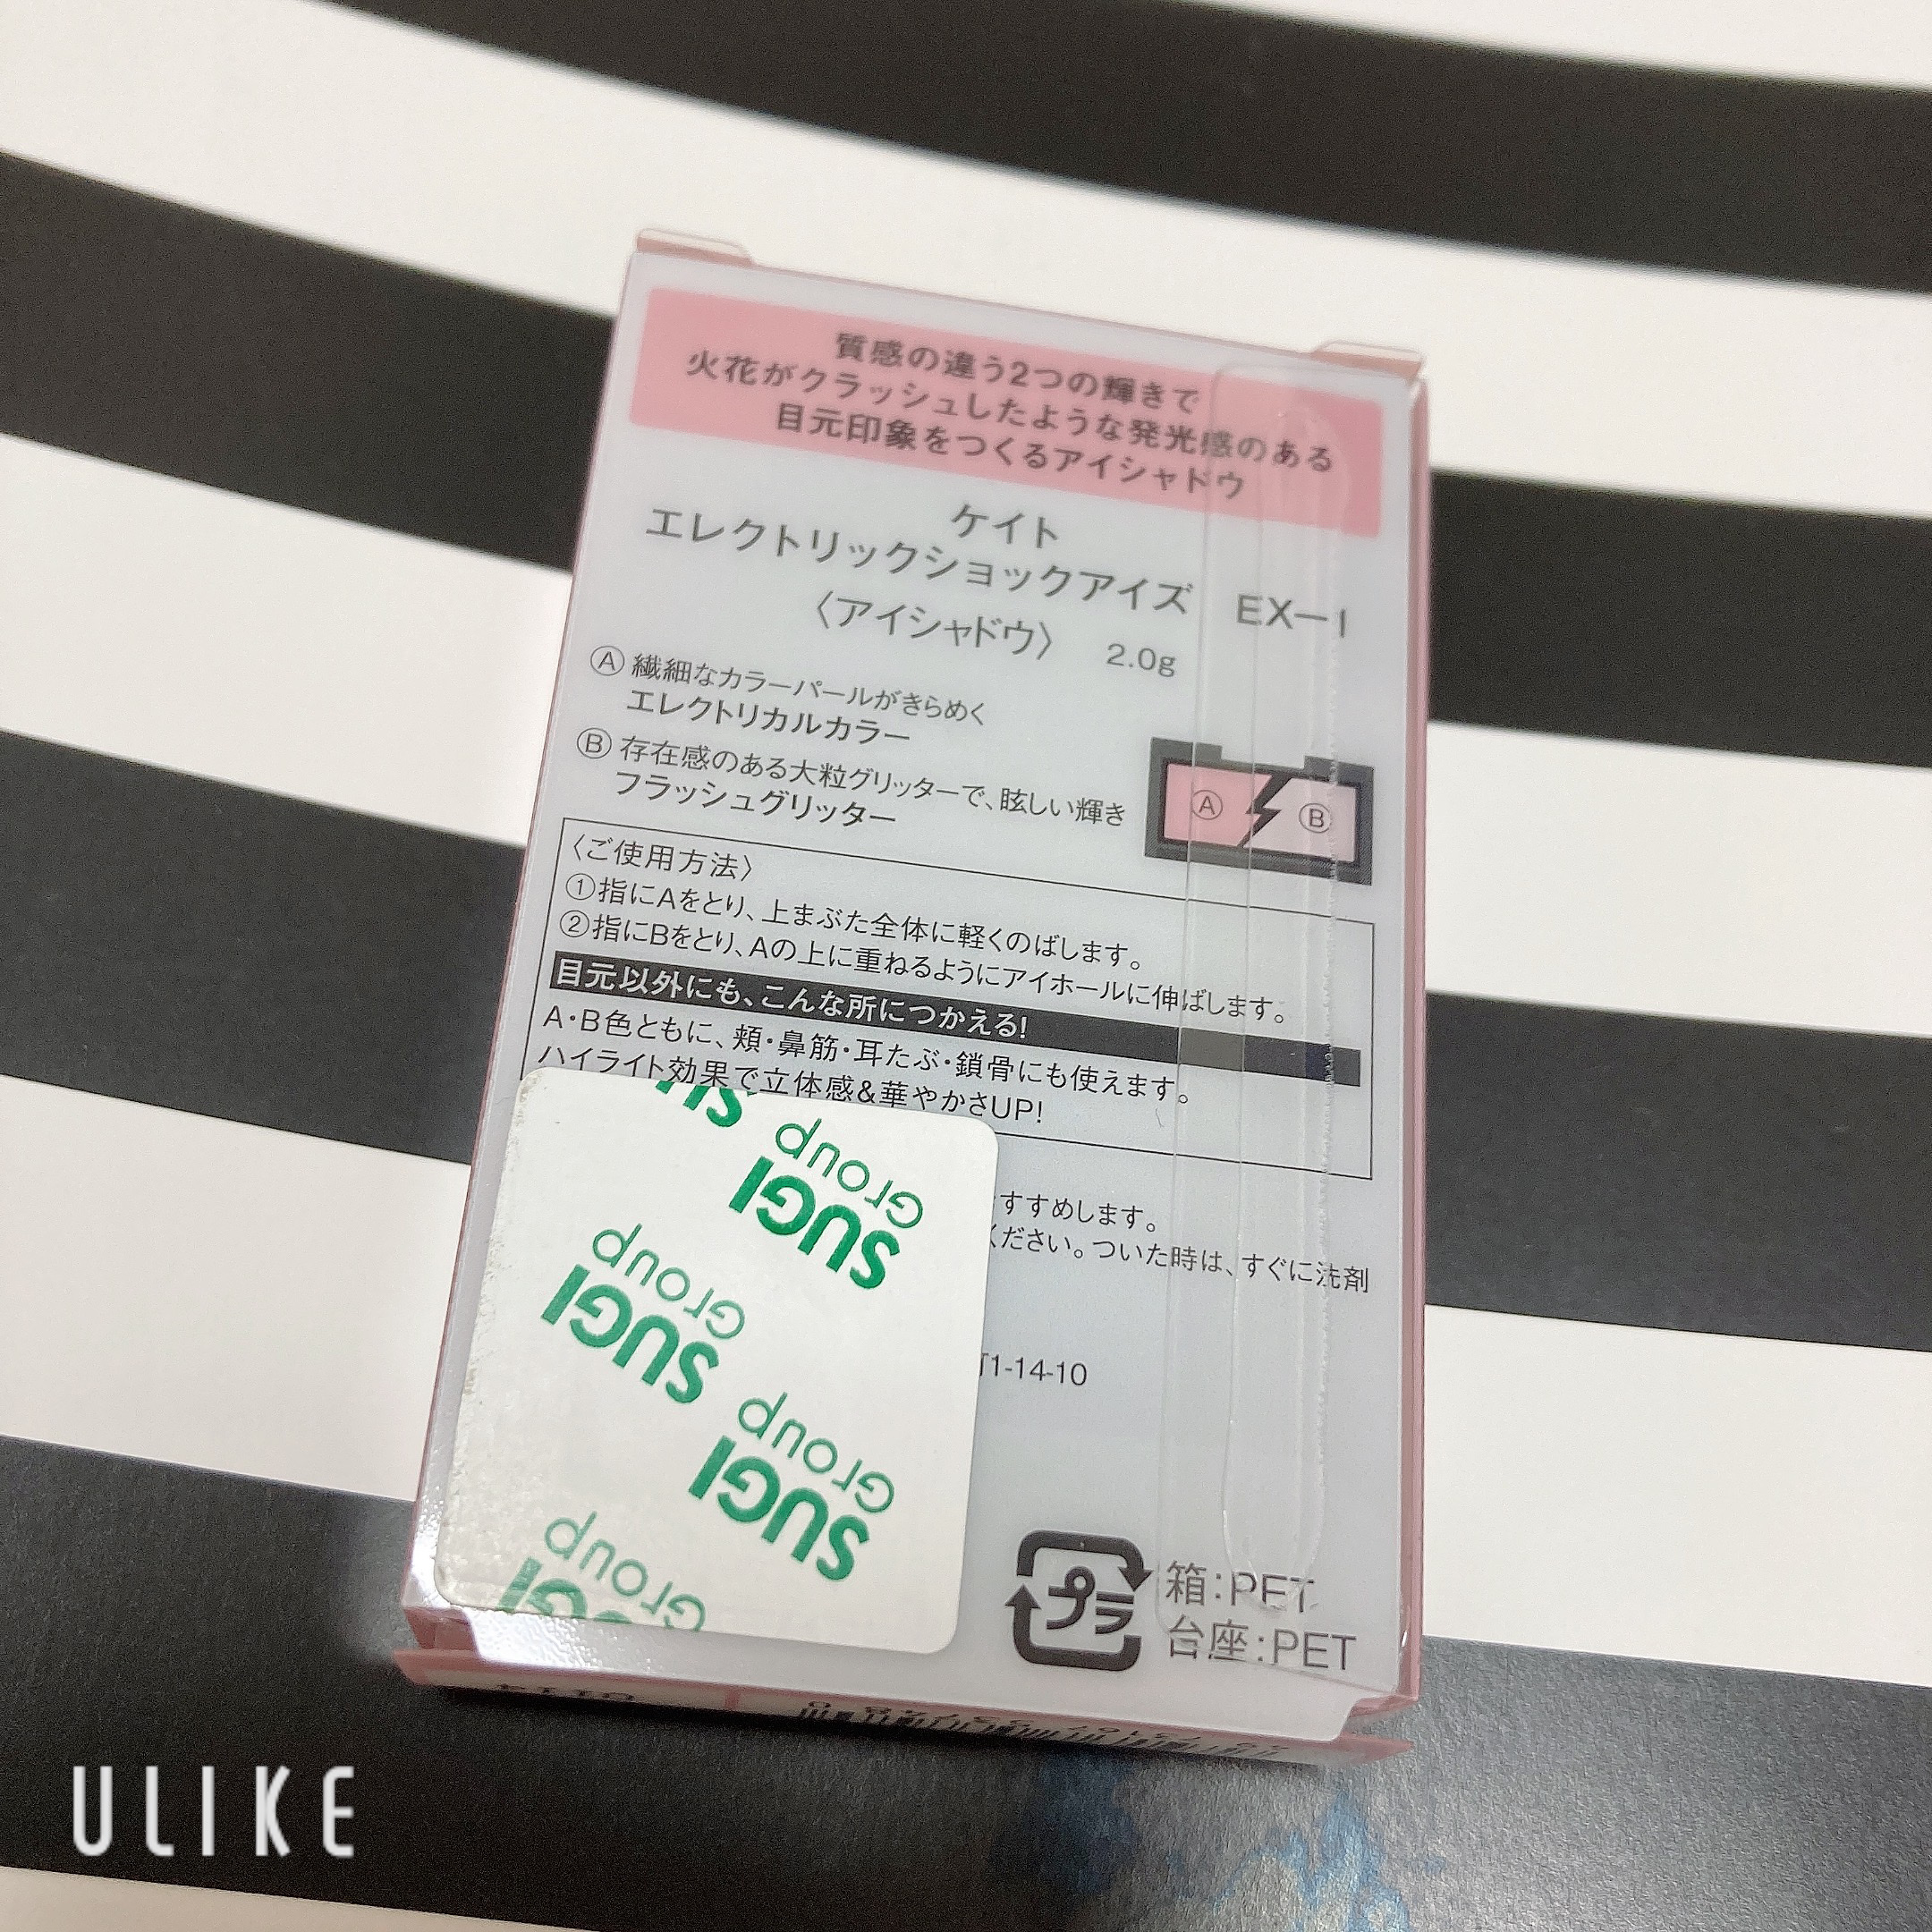 質感の違う2つの輝きで
火花がクラッシュしたような発光感のある
目元印象をつくるアイシャドウ
ケイト
エレクトリックショックアイズ EX−1
〈アイシャドウ〉 2.0g
Ⓐ 繊細なカラーパールがきらめく
エレクトリカルカラー
Ⓑ 存在感のある大粒グリッターで、眩しい輝き
フラッシュグリッター
Ⓐ Ⓑ
〈ご使用方法〉
①指にAをとり、上まぶた全体に軽くのばします。
②指にBをとり、Aの上に重ねるようにアイホールに伸ばします。
目元以外にも、こんな所につかえる!
A・B色ともに、頬・鼻筋・耳たぶ・鎖骨にも使えます。
ハイライト効果で立体感&華やかさUP!
すすめします。
ください。ついた時は、すぐに洗剤
1-14-10
SUGI
Group
SUGI
Group
SUGI
Group
Group
プラ
箱:PET
台座:PET
ULIKE